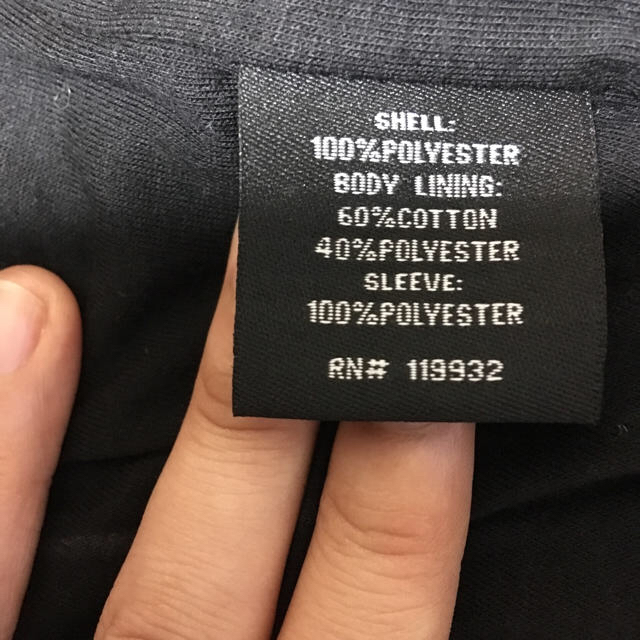 SHELL:
100%POLYESTER
BODY LINING:
60%COTTON
40%POLYESTER
SLEEVE:
100%POLYESTER
RN# 119932